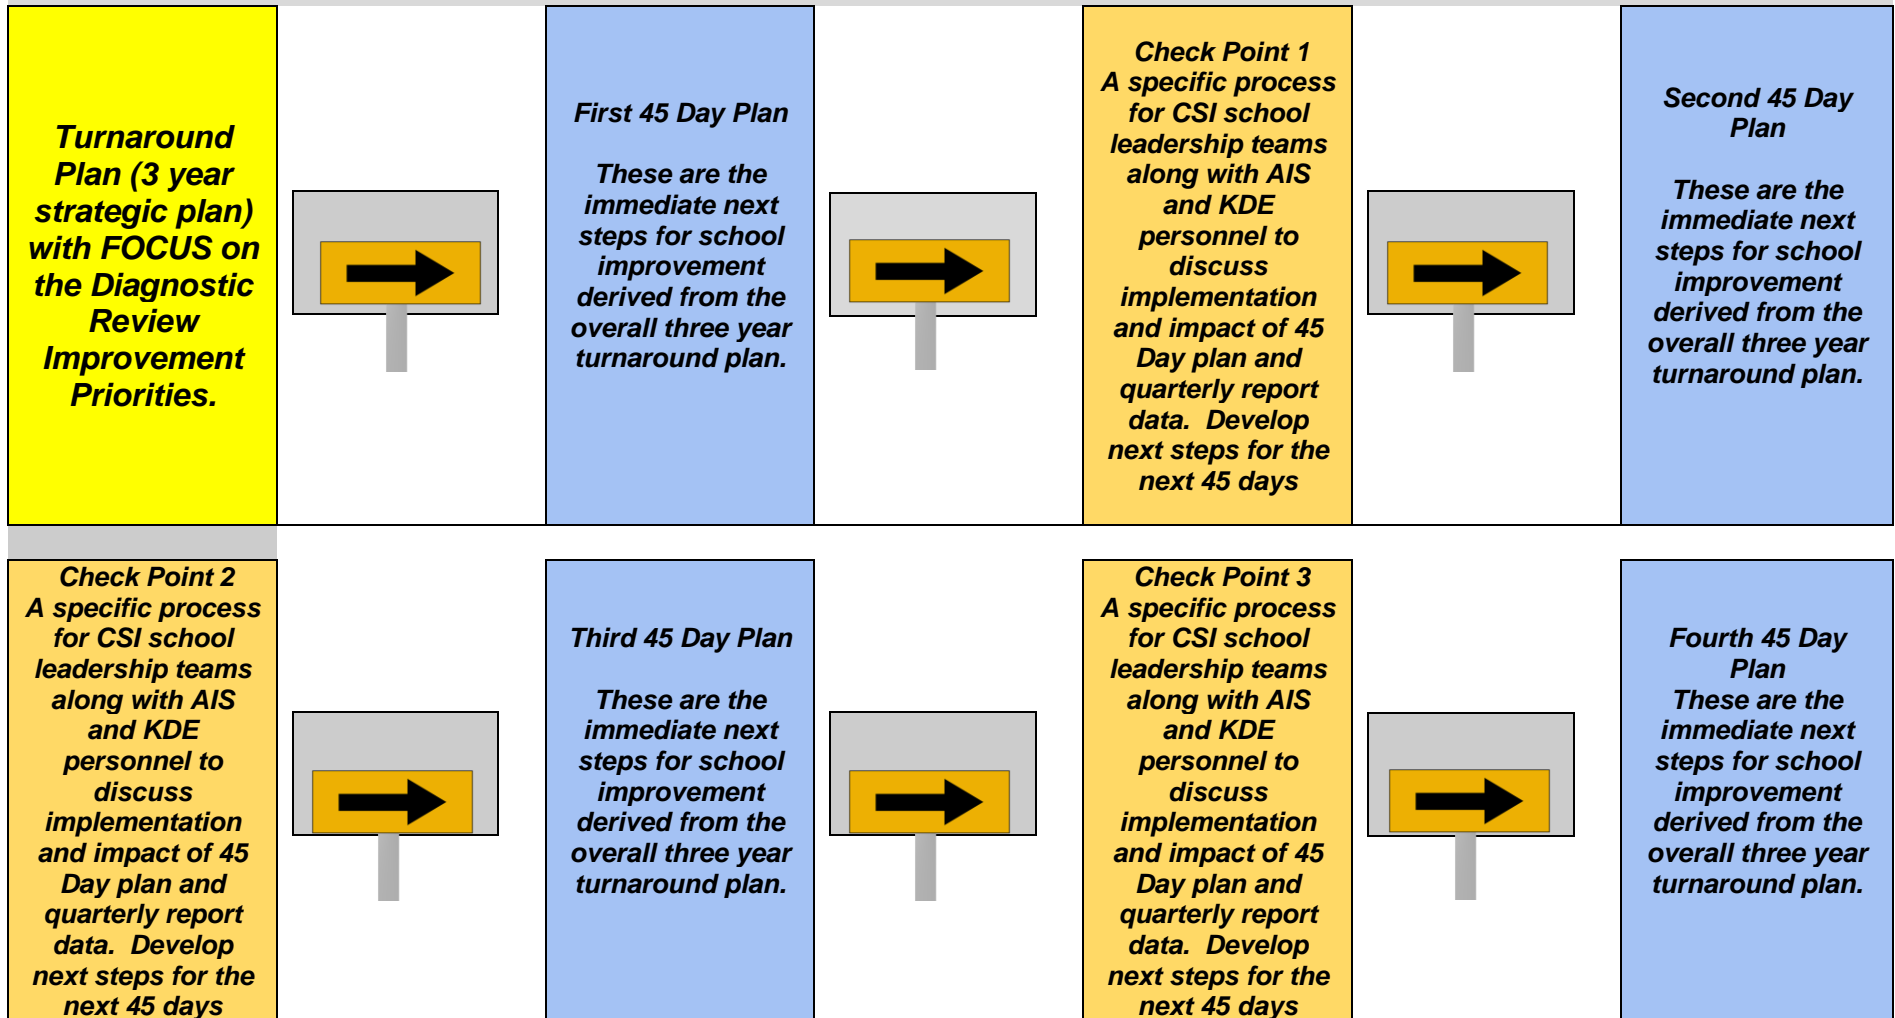 Turnaround
Plan (3 year
strategic plan)
with FOCUS on
the Diagnostic
Review
Improvement
Priorities.
First 45 Day Plan
These are the
immediate next
steps for school
improvement
derived from the
overall three year
turnaround plan.
Check Point 1
A specific process
for CSI school
leadership teams
along with AIS
and KDE
personnel to
discuss
implementation
and impact of 45
Day plan and
quarterly report
data.  Develop
next steps for the
next 45 days
Second 45 Day
Plan
These are the
immediate next
steps for school
improvement
derived from the
overall three year
turnaround plan.
Check Point 2
A specific process
for CSI school
leadership teams
along with AIS
and KDE
personnel to
discuss
implementation
and impact of 45
Day plan and
quarterly report
data.  Develop
next steps for the
next 45 days
Third 45 Day Plan
These are the
immediate next
steps for school
improvement
derived from the
overall three year
turnaround plan.
Check Point 3
A specific process
for CSI school
leadership teams
along with AIS
and KDE
personnel to
discuss
implementation
and impact of 45
Day plan and
quarterly report
data.  Develop
next steps for the
next 45 days
Fourth 45 Day
Plan
These are the
immediate next
steps for school
improvement
derived from the
overall three year
turnaround plan.